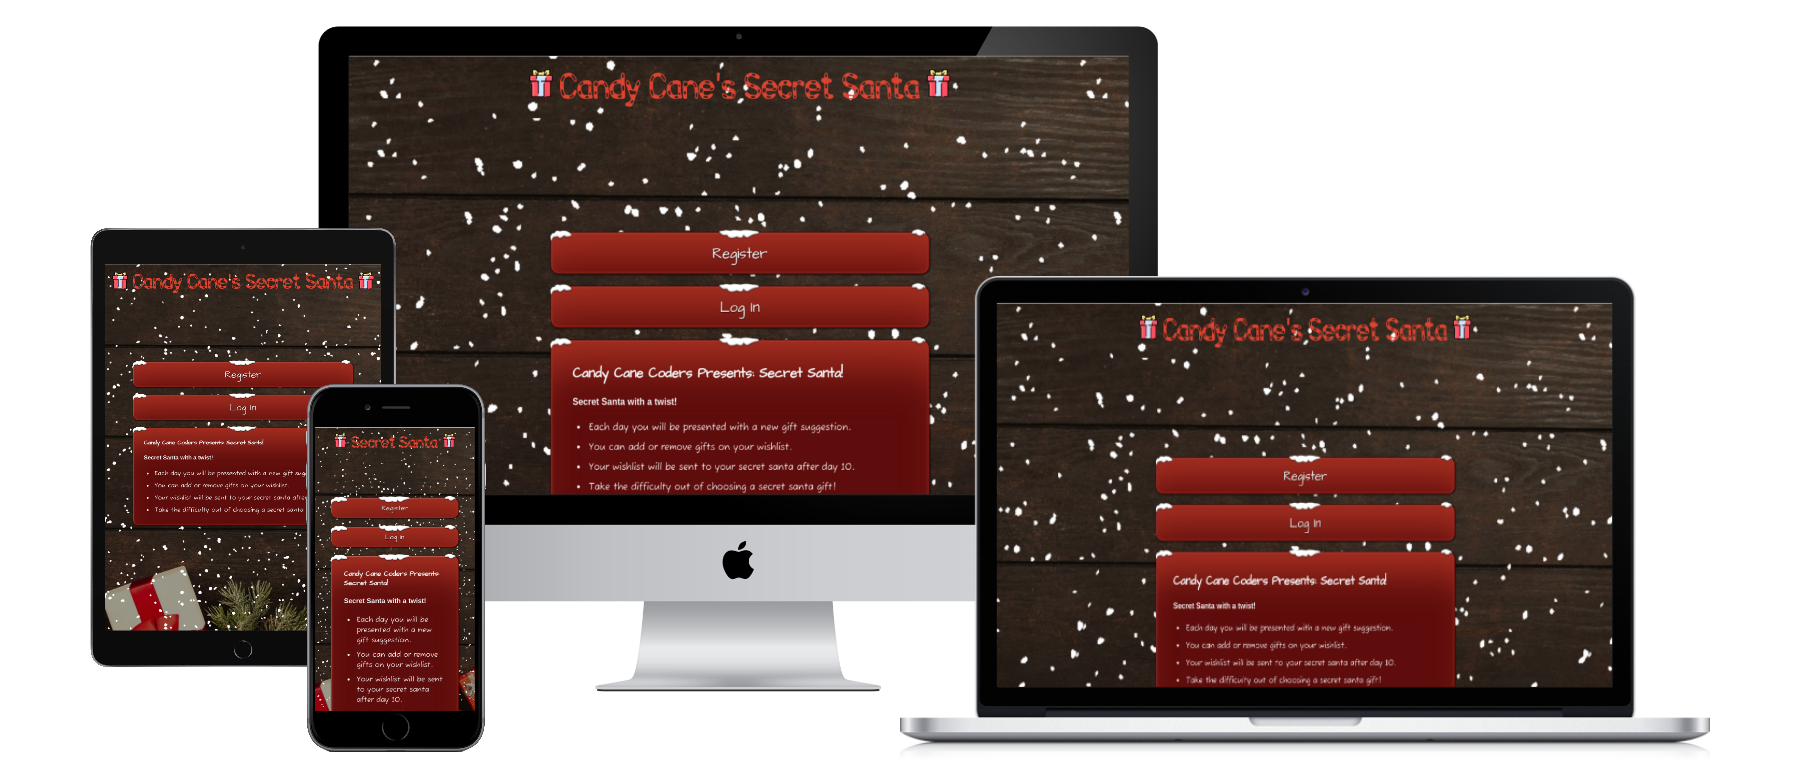 Candy Cane's Secret Santa
Register
Log In
Candy Cane Coders Presents: Secret Santa!
Secret Santa with a twist!
Each day you will be presented with a new gift suggestion.
You can add or remove gifts on your wishlist.
Your wishlist will be sent to your secret santa after day 10.
Take the difficulty out of choosing a secret santa gift!
Candy Cane's Secret Santa
Register
Log In
Candy Cane Coders Presents: Secret Santa!
Secret Santa with a twist!
Each day you will be presented with a new gift sug
You can add or remove gifts on your wishlist.
Your wishlist will be sent to your secret santa after
Take the difficulty out of choosing a secret santa
Secret Santa
Register
Log In
Candy Cane Coders Presents:
Secret Santa!
Secret Santa with a twist!
Each day you will be
presented with a new
gift suggestion.
You can add or remove
gifts on your wishlist.
Your wishlist will be sent
to your secret santa
after day 10.
Candy Cane's Secret Santa
Register
Log In
Candy Cane Coders Presents: Secret Santa!
Secret Santa with a twist!
Each day you will be presented with a new gift suggestion.
You can add or remove gifts on your wishlist.
Your wishlist will be sent to your secret santa after day 10.
Take the difficulty out of choosing a secret santa gift!